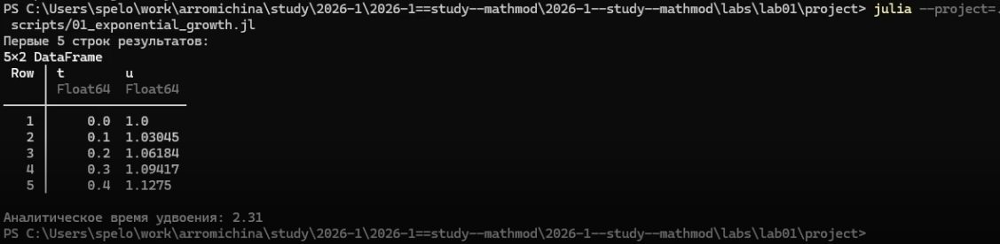 PS C:\Users\spelo\work\arromichina\study\2026-1\2026-1==study--mathmod\2026-1--study--mathmod\labs\lab01\project> julia --project=.
scripts/01_exponential_growth.jl
Первые 5 строк результатов:
5×2 DataFrame
Row │ t u
│ Float64 Float64
1 │ 0.0 1.0
2 │ 0.1 1.03045
3 │ 0.2 1.06184
4 │ 0.3 1.09417
5 │ 0.4 1.1275
Аналитическое время удвоения: 2.31
PS C:\Users\spelo\work\arromichina\study\2026-1\2026-1==study--mathmod\2026-1--study--mathmod\labs\lab01\project>